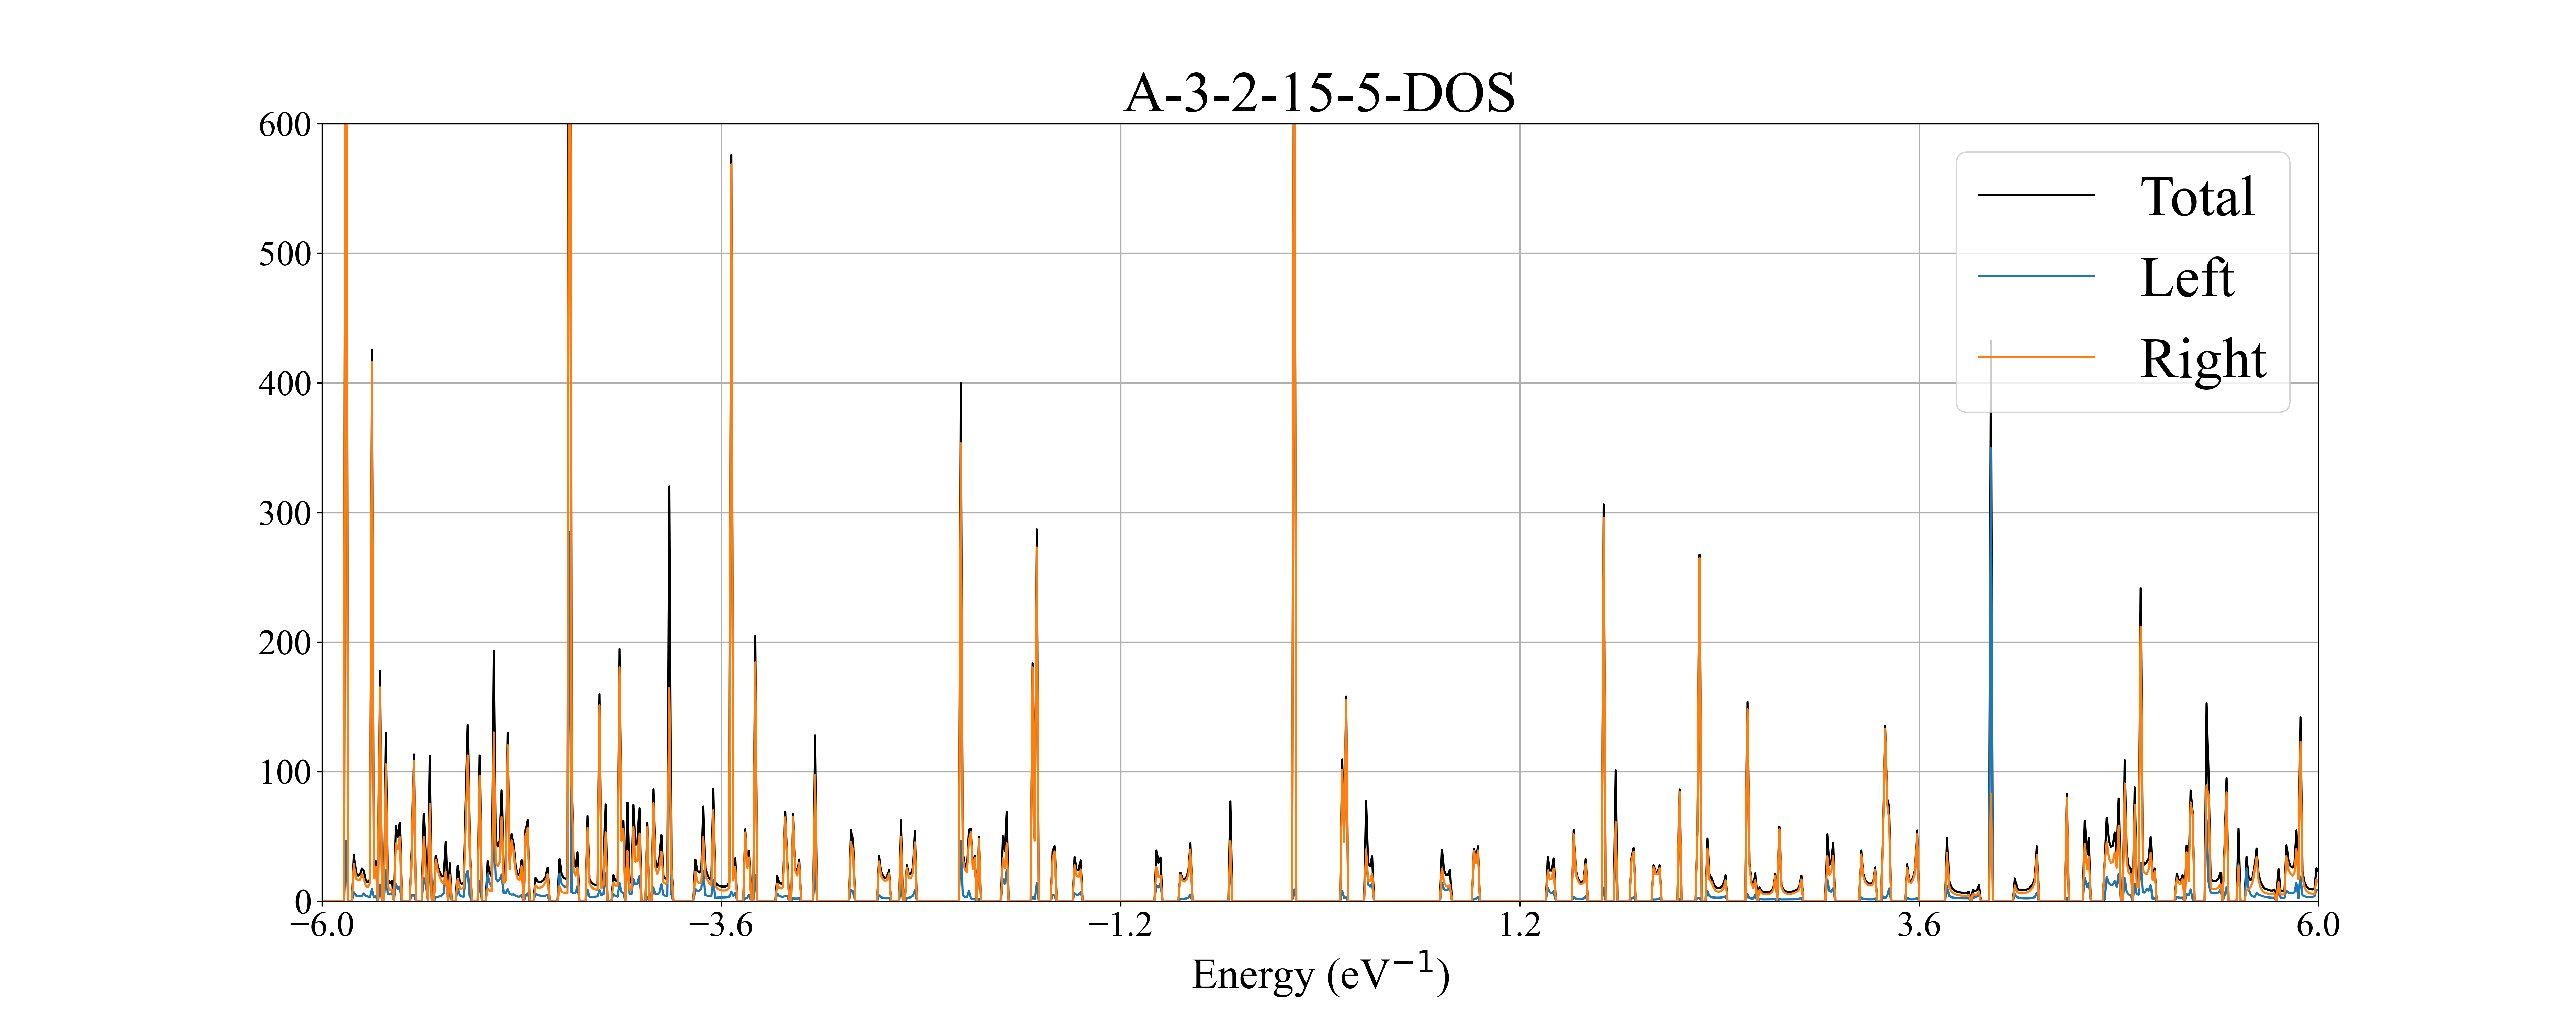 A-3-2-15-5-DOS
600
500
400
300
200
100
0
Total
Left
Right
−6.0 −3.6 −1.2 1.2 3.6 6.0
Energy (eV⁻¹)